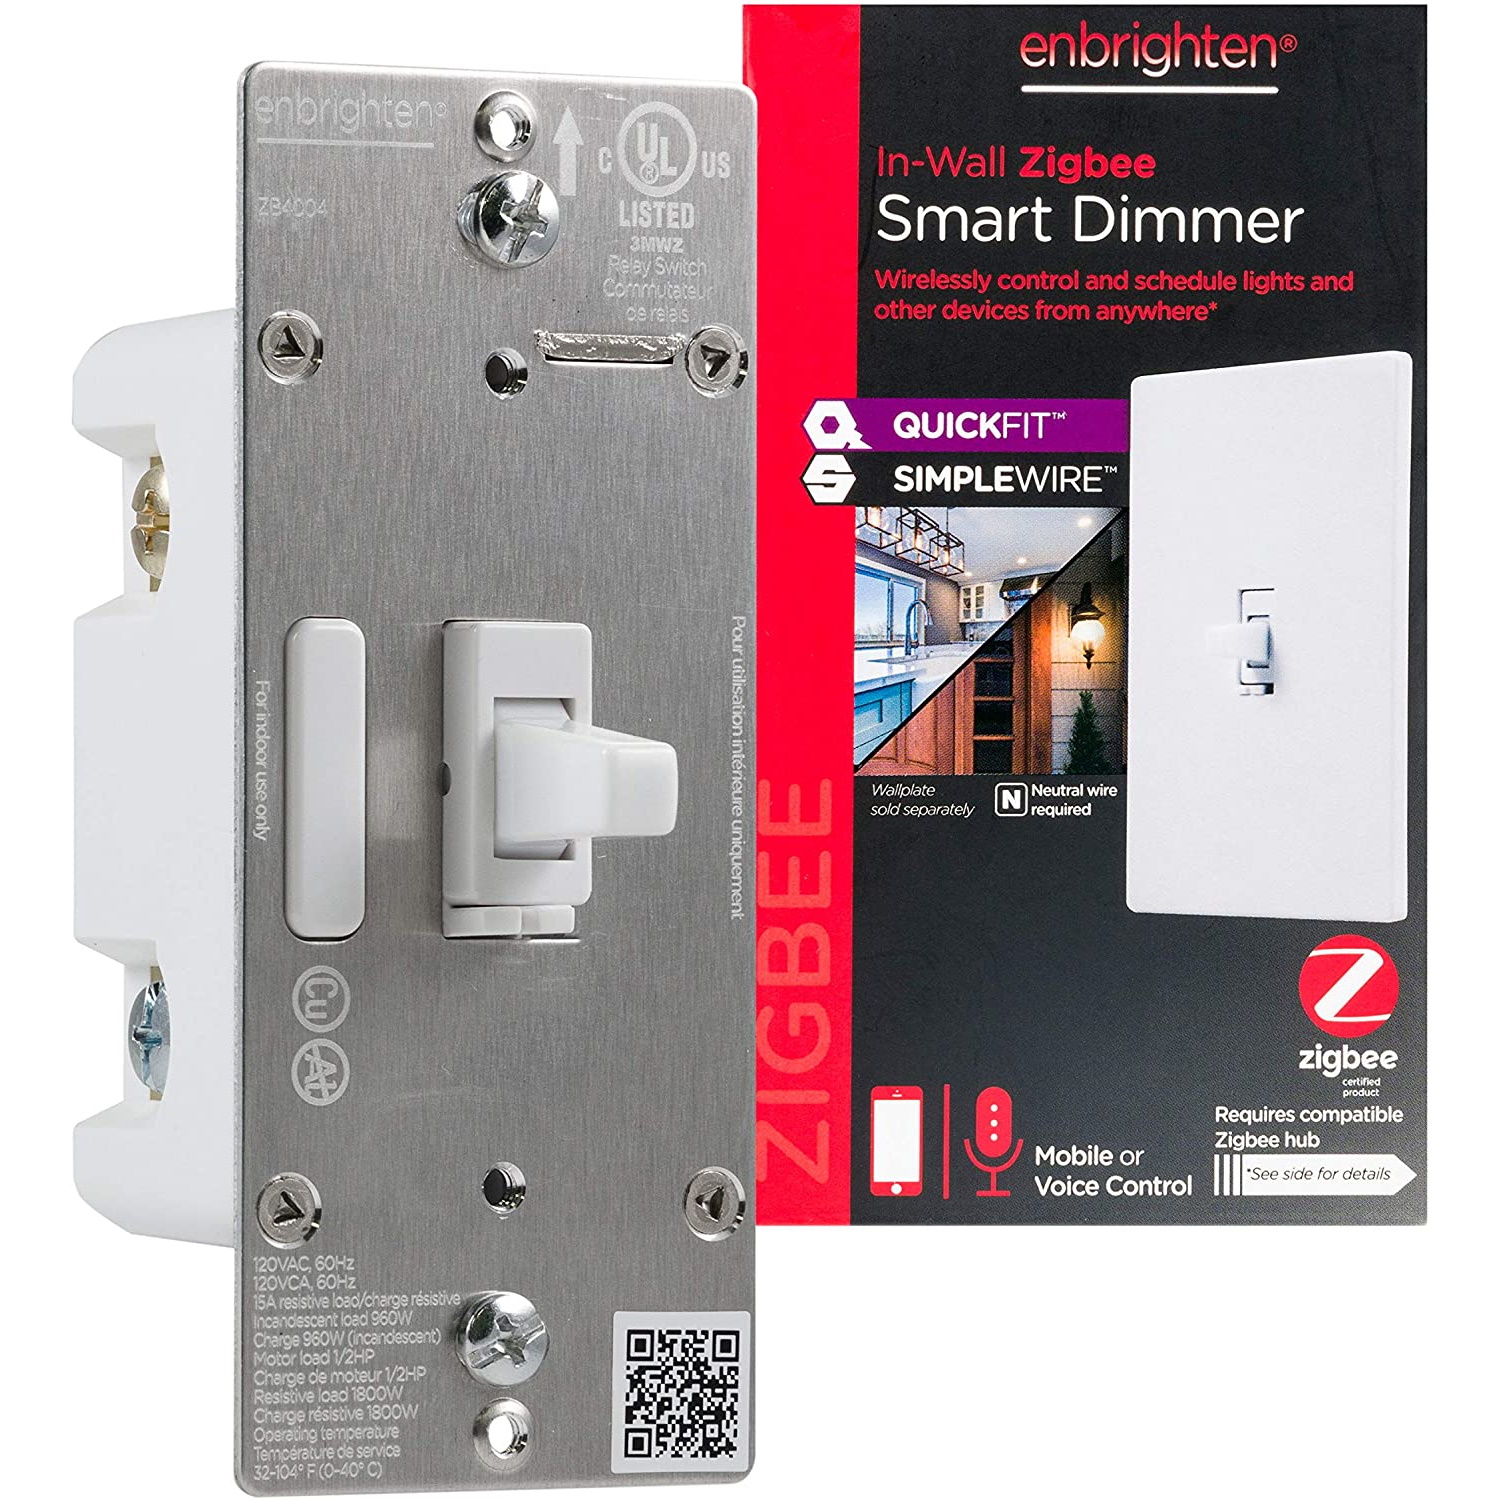 enbrighten®
ZB4004
C UL® US
LISTED
3MWZ
Relay Switch
Commutateur
de relais
For indoor use only
Pour utilisation intérieure uniquement
Cu
Al+
120VAC, 60Hz
120VCA, 60Hz
15A resistive load/charge résistive
Incandescent load 960W
Charge 960W (incandescent)
Motor load 1/2HP
Charge de moteur 1/2HP
Resistive load 1800W
Charge résistive 1800W
Operating temperature
Température de service
32-104° F (0-40° C)
enbrighten®
In-Wall Zigbee
Smart Dimmer
Wirelessly control and schedule lights and
other devices from anywhere*
QUICKFIT™
SIMPLEWIRE™
Wallplate
sold separately
N Neutral wire
required
ZIGBEE
zigbee
certified
product
Requires compatible
Zigbee hub
*See side for details
Mobile or
Voice Control